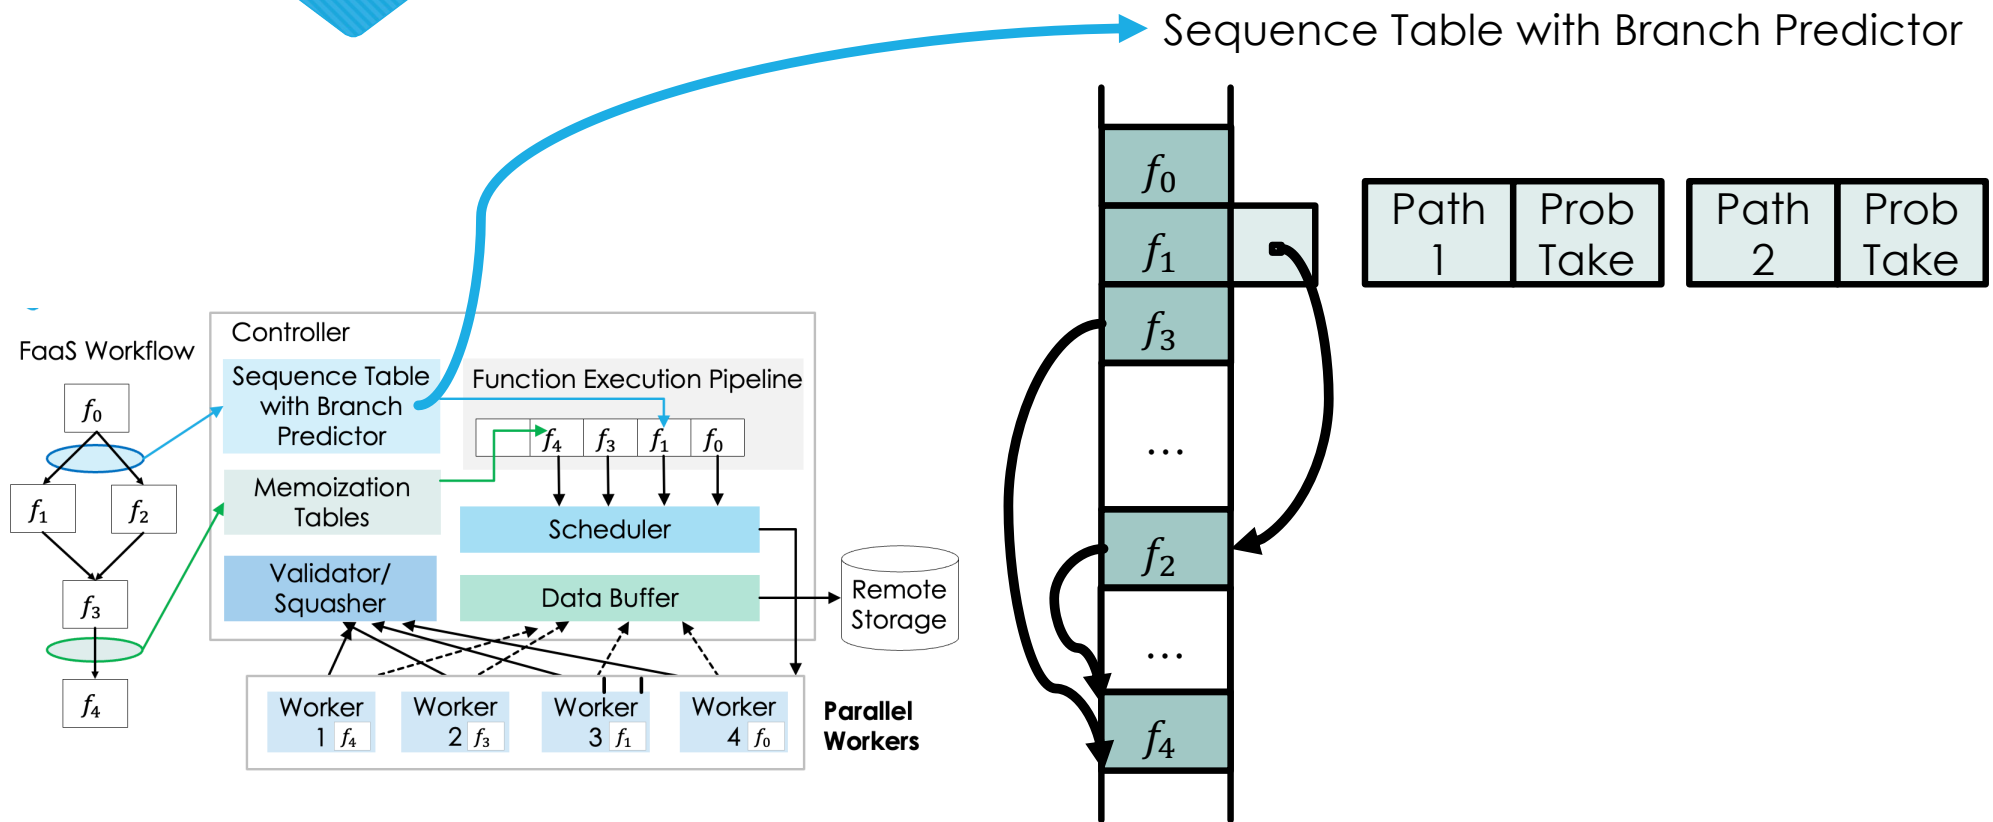 Sequence Table with Branch Predictor
f₀
f₁
f₃
...
f₂
...
f₄
Path
1
Prob
Take
Path
2
Prob
Take
FaaS Workflow
f₀
f₁
f₂
f₃
f₄
Controller
Sequence Table
with Branch
Predictor
Memoization
Tables
Validator/
Squasher
Function Execution Pipeline
f₄ f₃ f₁ f₀
Scheduler
Data Buffer
Remote
Storage
Worker
1 f₄
Worker
2 f₃
Worker
3 f₁
Worker
4 f₀
Parallel
Workers